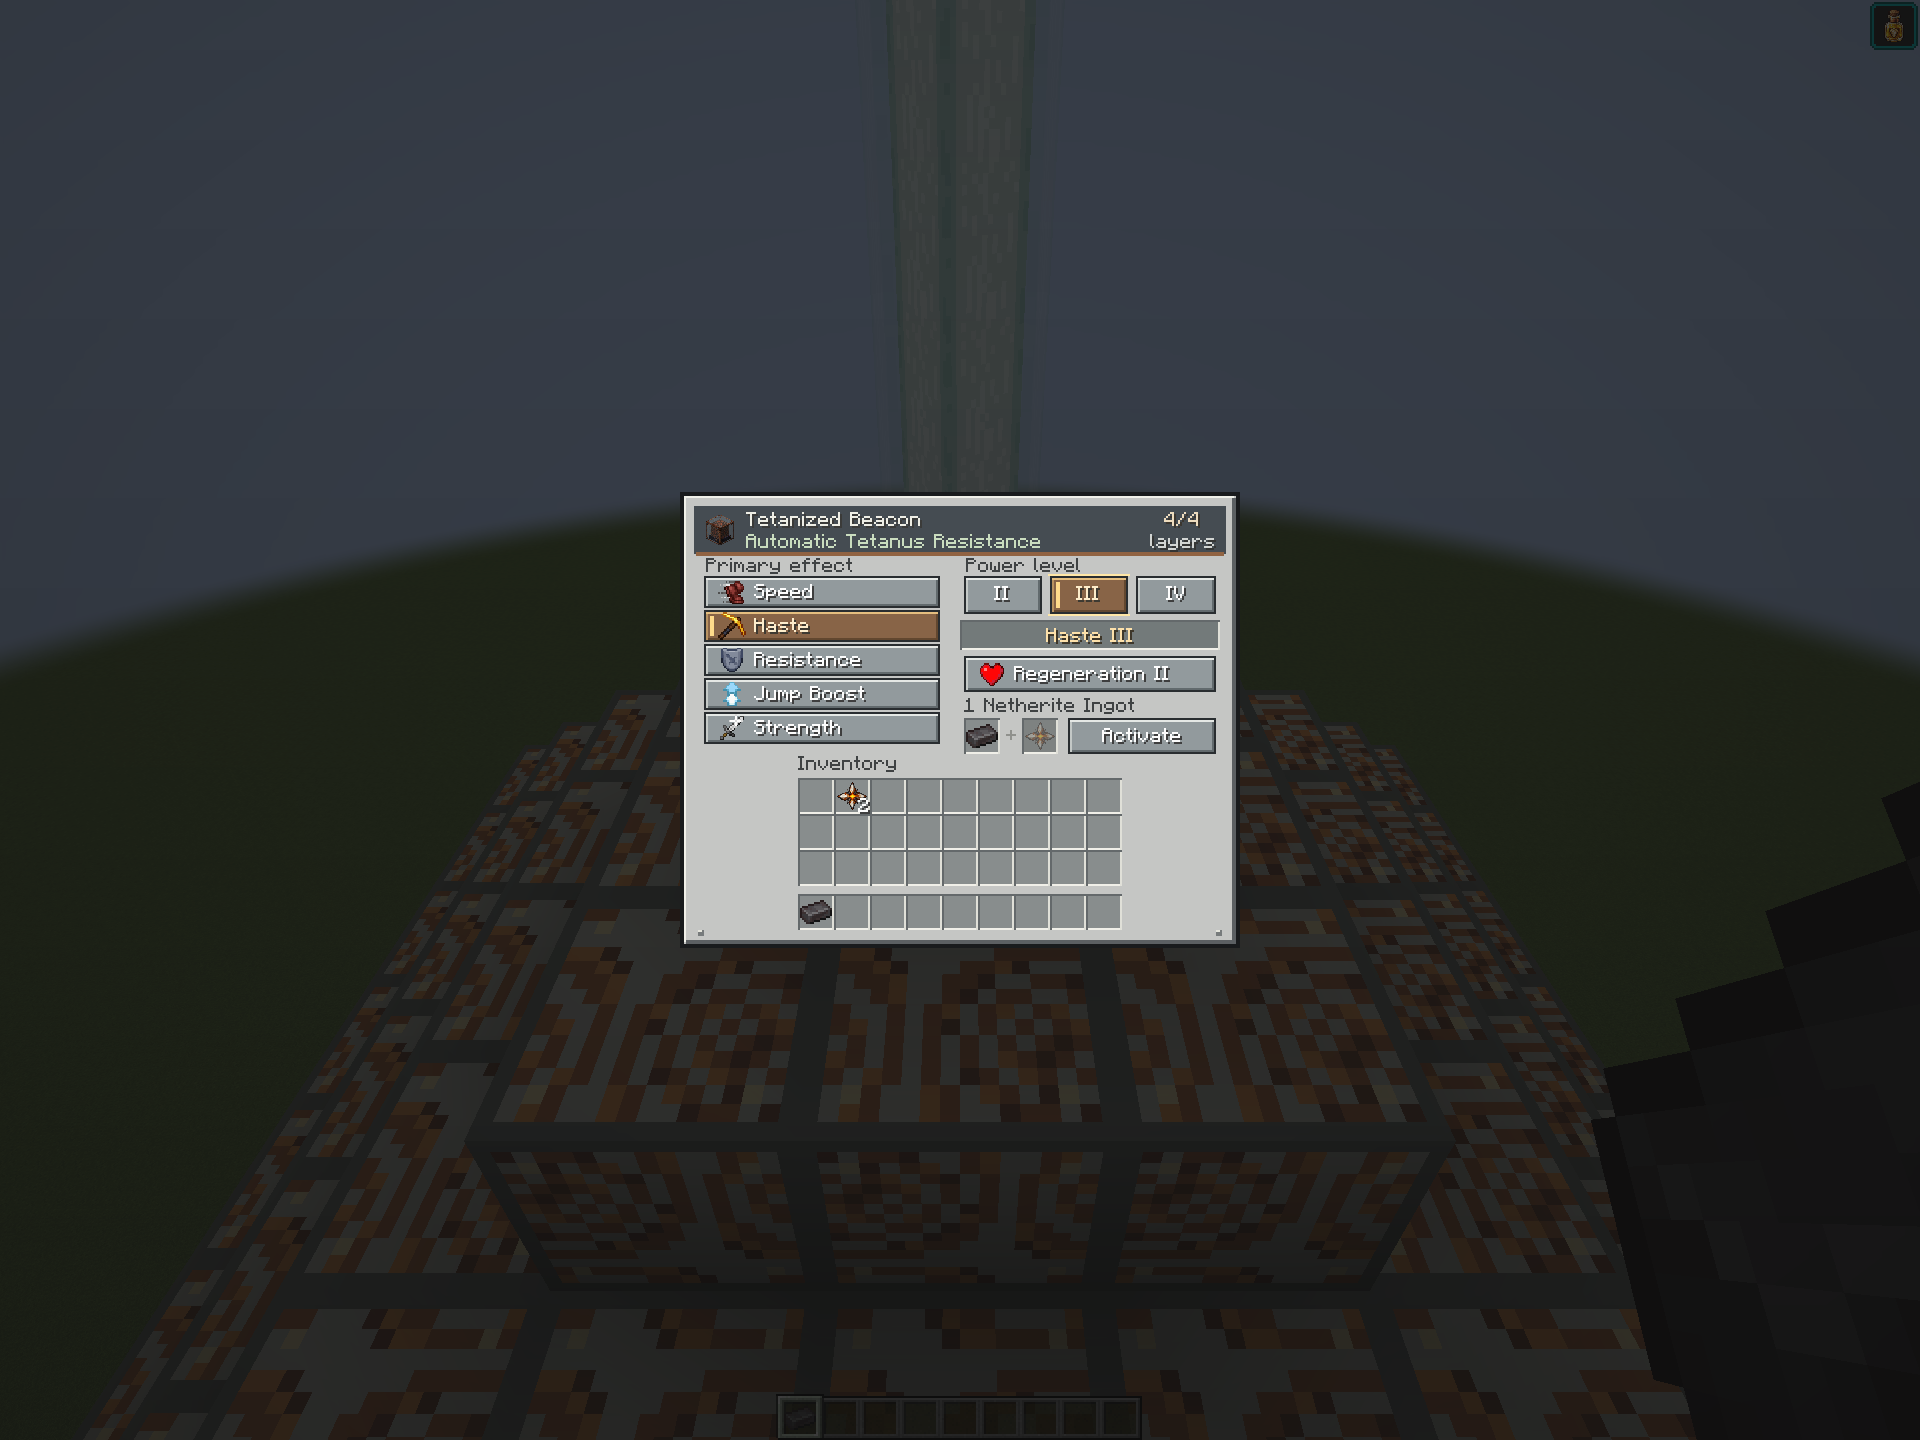 Tetanized Beacon
4/4
Automatic Tetanus Resistance
layers
Primary effect
Power level
Speed
II
III
IV
Haste
Haste III
Resistance
Regeneration II
Jump Boost
1 Netherite Ingot
Strength
+
Activate
Inventory
2